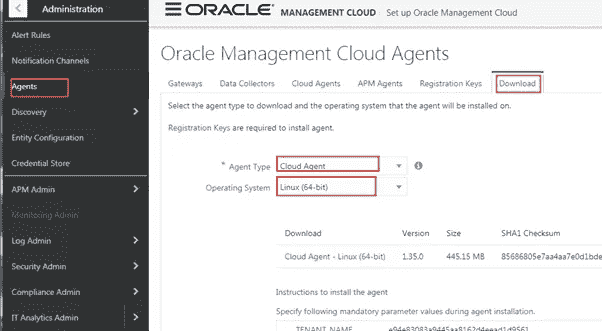 Administration
Alert Rules
Notification Channels
Agents
Discovery
Entity Configuration
Credential Store
APM Admin
Monitoring Admin
Log Admin
Security Admin
Compliance Admin
IT Analytics Admin
ORACLE MANAGEMENT CLOUD Set up Oracle Management Cloud
Oracle Management Cloud Agents
Gateways Data Collectors Cloud Agents APM Agents Registration Keys Download
Select the agent type to download and the operating system that the agent will be installed on.
Registration Keys are required to install agent.
* Agent Type Cloud Agent
Operating System Linux (64-bit)
Download Version Size SHA1 Checksum
Cloud Agent - Linux (64-bit) 1.35.0 445.15 MB
Instructions to install the agent
Specify following mandatory parameter values during agent installation.
TENANT_NAME